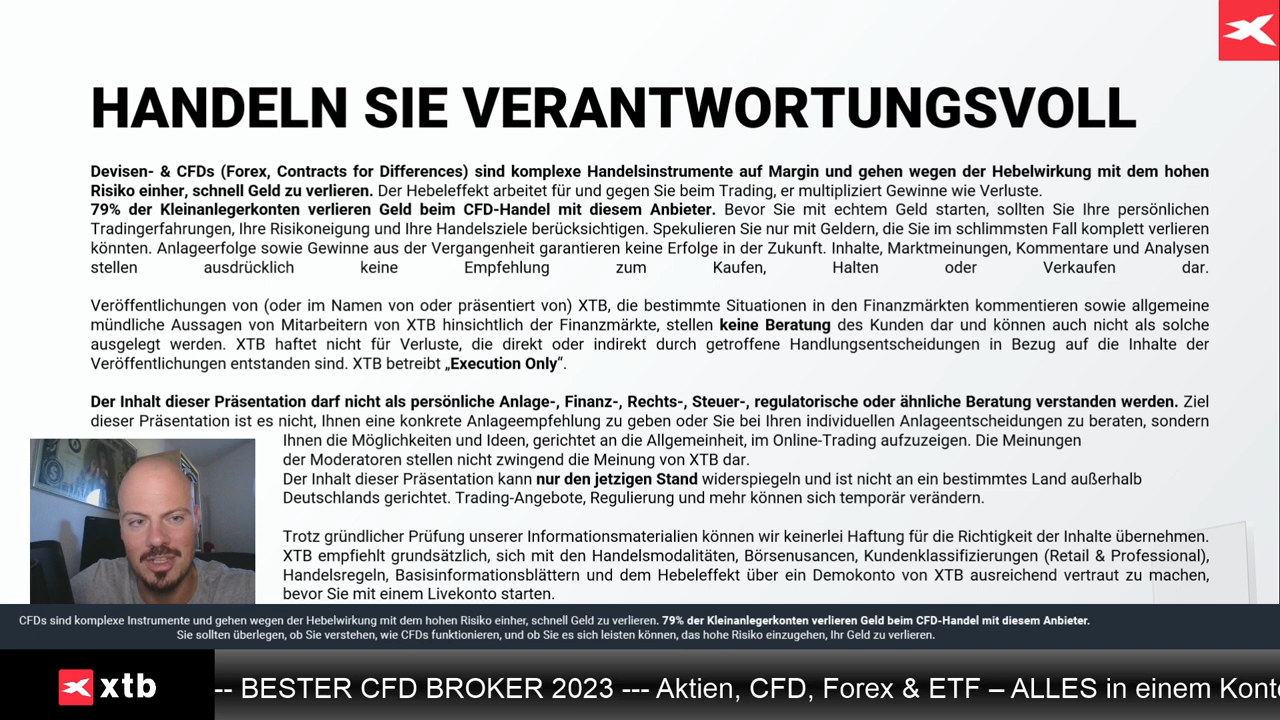 HANDELN SIE VERANTWORTUNGSVOLL
Devisen- & CFDs (Forex, Contracts for Differences) sind komplexe Handelsinstrumente auf Margin und gehen wegen der Hebelwirkung mit dem hohen
Risiko einher, schnell Geld zu verlieren. Der Hebeleffekt arbeitet für und gegen Sie beim Trading, er multipliziert Gewinne wie Verluste.
79% der Kleinanlegerkonten verlieren Geld beim CFD-Handel mit diesem Anbieter. Bevor Sie mit echtem Geld starten, sollten Sie Ihre persönlichen
Tradingerfahrungen, Ihre Risikoneigung und Ihre Handelsziele berücksichtigen. Spekulieren Sie nur mit Geldern, die Sie im schlimmsten Fall komplett verlieren
könnten. Anlageerfolge sowie Gewinne aus der Vergangenheit garantieren keine Erfolge in der Zukunft. Inhalte, Marktmeinungen, Kommentare und Analysen
stellen ausdrücklich keine Empfehlung zum Kaufen, Halten oder Verkaufen dar.
Veröffentlichungen von (oder im Namen von oder präsentiert von) XTB, die bestimmte Situationen in den Finanzmärkten kommentieren sowie allgemeine
mündliche Aussagen von Mitarbeitern von XTB hinsichtlich der Finanzmärkte, stellen keine Beratung des Kunden dar und können auch nicht als solche
ausgelegt werden. XTB haftet nicht für Verluste, die direkt oder indirekt durch getroffene Handlungsentscheidungen in Bezug auf die Inhalte der
Veröffentlichungen entstanden sind. XTB betreibt „Execution Only“.
Der Inhalt dieser Präsentation darf nicht als persönliche Anlage-, Finanz-, Rechts-, Steuer-, regulatorische oder ähnliche Beratung verstanden werden. Ziel
dieser Präsentation ist es nicht, Ihnen eine konkrete Anlageempfehlung zu geben oder Sie bei Ihren individuellen Anlageentscheidungen zu beraten, sondern
Ihnen die Möglichkeiten und Ideen, gerichtet an die Allgemeinheit, im Online-Trading aufzuzeigen. Die Meinungen
der Moderatoren stellen nicht zwingend die Meinung von XTB dar.
Der Inhalt dieser Präsentation kann nur den jetzigen Stand widerspiegeln und ist nicht an ein bestimmtes Land außerhalb
Deutschlands gerichtet. Trading-Angebote, Regulierung und mehr können sich temporär verändern.
Trotz gründlicher Prüfung unserer Informationsmaterialien können wir keinerlei Haftung für die Richtigkeit der Inhalte übernehmen.
XTB empfiehlt grundsätzlich, sich mit den Handelsmodalitäten, Börsenusancen, Kundenklassifizierungen (Retail & Professional),
Handelsregeln, Basisinformationsblättern und dem Hebeleffekt über ein Demokonto von XTB ausreichend vertraut zu machen,
bevor Sie mit einem Livekonto starten.
CFDs sind komplexe Instrumente und gehen wegen der Hebelwirkung mit dem hohen Risiko einher, schnell Geld zu verlieren. 79% der Kleinanlegerkonten verlieren Geld beim CFD-Handel mit diesem Anbieter.
Sie sollten überlegen, ob Sie verstehen, wie CFDs funktionieren, und ob Sie es sich leisten können, das hohe Risiko einzugehen, Ihr Geld zu verlieren.
xtb
-- BESTER CFD BROKER 2023 --- Aktien, CFD, Forex & ETF – ALLES in einem Konto